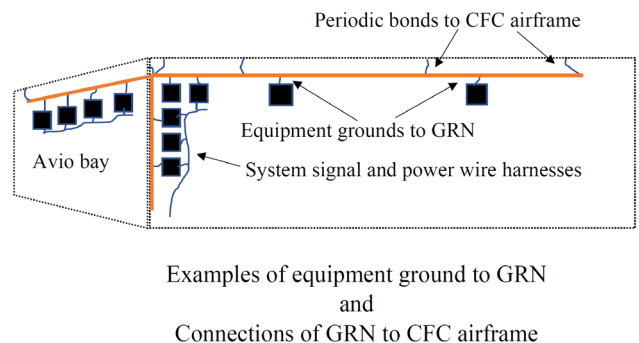 Periodic bonds to CFC airframe
Equipment grounds to GRN
Avio bay
System signal and power wire harnesses
Examples of equipment ground to GRN
and
Connections of GRN to CFC airframe